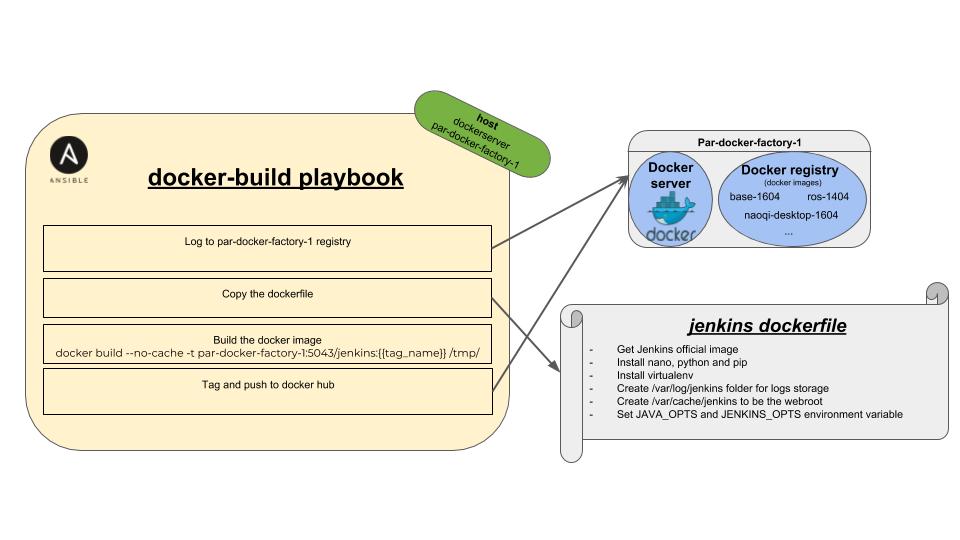 ANSIBLE
docker-build playbook
host
dockerserver
par-docker-factory-1
Log to par-docker-factory-1 registry
Copy the dockerfile
Build the docker image
docker build --no-cache -t par-docker-factory-1:5043/jenkins:{{tag_name}} /tmp/
Tag and push to docker hub
Par-docker-factory-1
Docker
server
docker
Docker registry
(docker images)
base-1604 ros-1404
naoqi-desktop-1604
...
jenkins dockerfile
- Get Jenkins official image
- Install nano, python and pip
- Install virtualenv
- Create /var/log/jenkins folder for logs storage
- Create /var/cache/jenkins to be the webroot
- Set JAVA_OPTS and JENKINS_OPTS environment variable